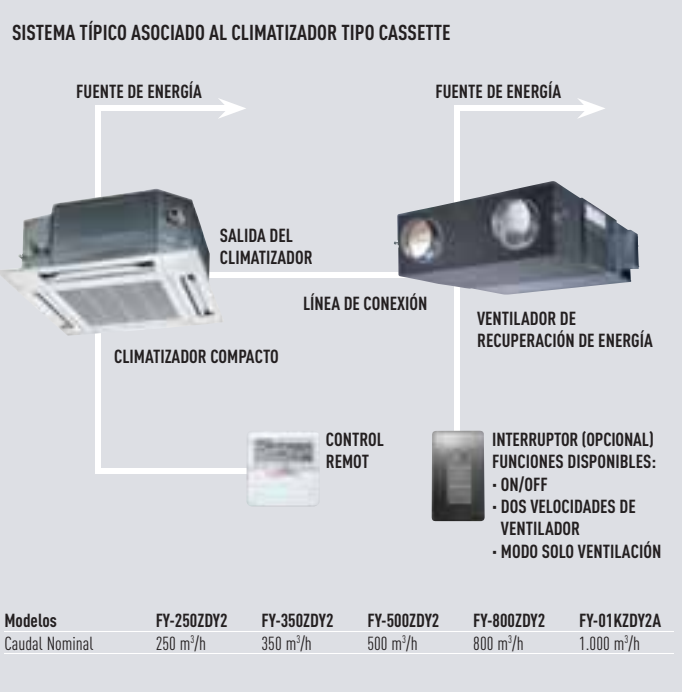 SISTEMA TÍPICO ASOCIADO AL CLIMATIZADOR TIPO CASSETTE
FUENTE DE ENERGÍA
FUENTE DE ENERGÍA
SALIDA DEL
CLIMATIZADOR
LÍNEA DE CONEXIÓN
VENTILADOR DE
RECUPERACIÓN DE ENERGÍA
CLIMATIZADOR COMPACTO
CONTROL
REMOT
INTERRUPTOR (OPCIONAL)
FUNCIONES DISPONIBLES:
· ON/OFF
· DOS VELOCIDADES DE
VENTILADOR
· MODO SOLO VENTILACIÓN
Modelos FY-250ZDY2 FY-350ZDY2 FY-500ZDY2 FY-800ZDY2 FY-01KZDY2A
Caudal Nominal 250 m³/h 350 m³/h 500 m³/h 800 m³/h 1.000 m³/h